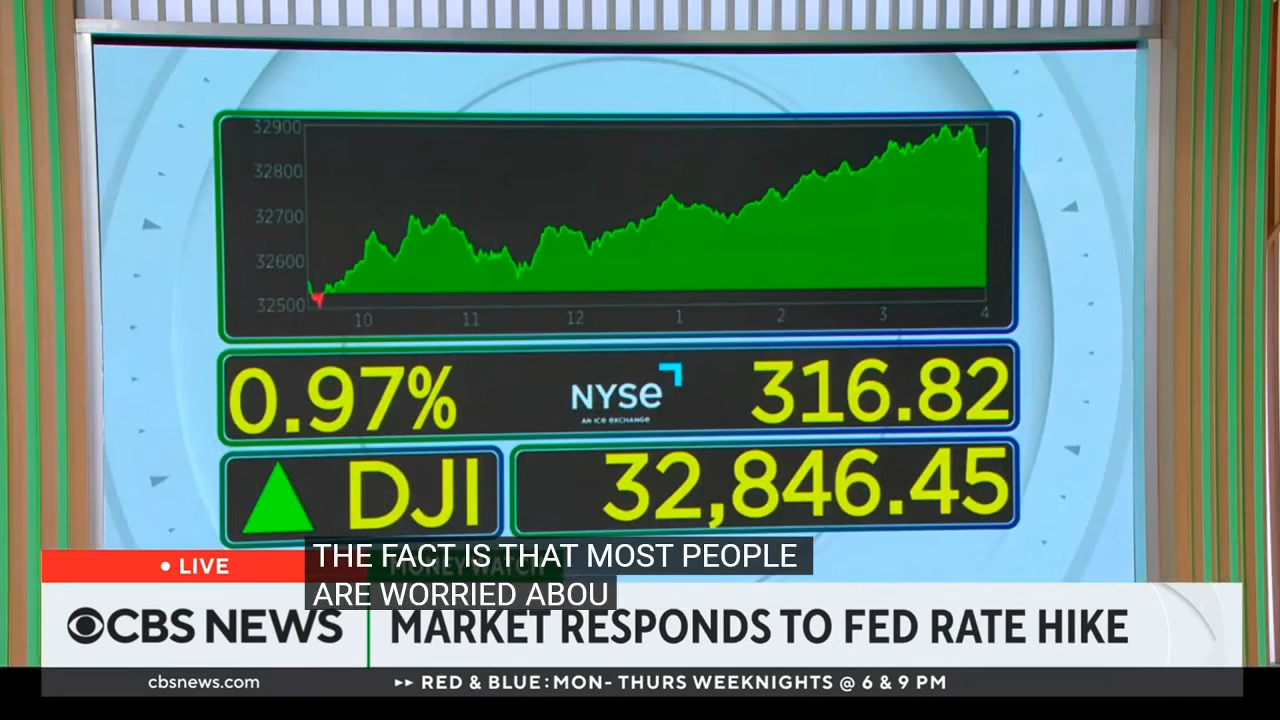 32900
32800
32700
32600
32500
10 11 12 1 2 3 4
0.97% NYSE 316.82
AN ICE EXCHANGE
DJI 32,846.45
THE FACT IS THAT MOST PEOPLE
ARE WORRIED ABOU
• LIVE
MONEY WATCH
CBS NEWS MARKET RESPONDS TO FED RATE HIKE
cbsnews.com RED & BLUE: MON- THURS WEEKNIGHTS @ 6 & 9 PM